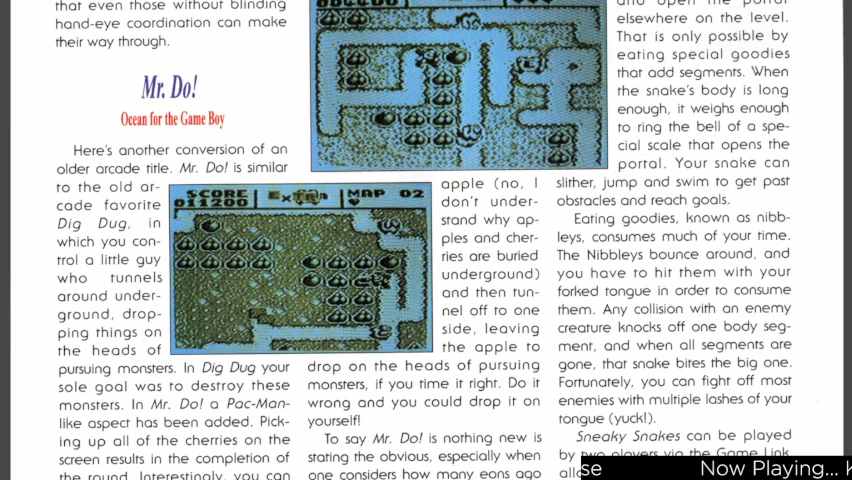 that even those without blinding
hand-eye coordination can make
their way through.
Mr. Do!
Ocean for the Game Boy
Here's another conversion of an
older arcade title. Mr. Do! is similar
to the old ar-
cade favorite
Dig Dug, in
which you con-
trol a little guy
who tunnels
around under-
ground, drop-
ping things on
the heads of
pursuing monsters. In Dig Dug your
sole goal was to destroy these
monsters. In Mr. Do! a Pac-Man-
like aspect has been added. Pick-
ing up all of the cherries on the
screen results in the completion of
the round. Interestingly, you can
SCORE
011200
MAP 02
apple (no, I
don't under-
stand why ap-
ples and cher-
ries are buried
underground)
and then tun-
nel off to one
side, leaving
the apple to
drop on the heads of pursuing
monsters, if you time it right. Do it
wrong and you could drop it on
yourself!
To say Mr. Do! is nothing new is
stating the obvious, especially when
one considers how many eons ago
and open the portal
elsewhere on the level.
That is only possible by
eating special goodies
that add segments. When
the snake's body is long
enough, it weighs enough
to ring the bell of a spe-
cial scale that opens the
portal. Your snake can
slither, jump and swim to get past
obstacles and reach goals.
Eating goodies, known as nibb-
leys, consumes much of your time.
The Nibbleys bounce around, and
you have to hit them with your
forked tongue in order to consume
them. Any collision with an enemy
creature knocks off one body seg-
ment, and when all segments are
gone, that snake bites the big one.
Fortunately, you can fight off most
enemies with multiple lashes of your
tongue (yuck!).
Sneaky Snakes can be played
by two players via the Game Link
se Now Playing... K